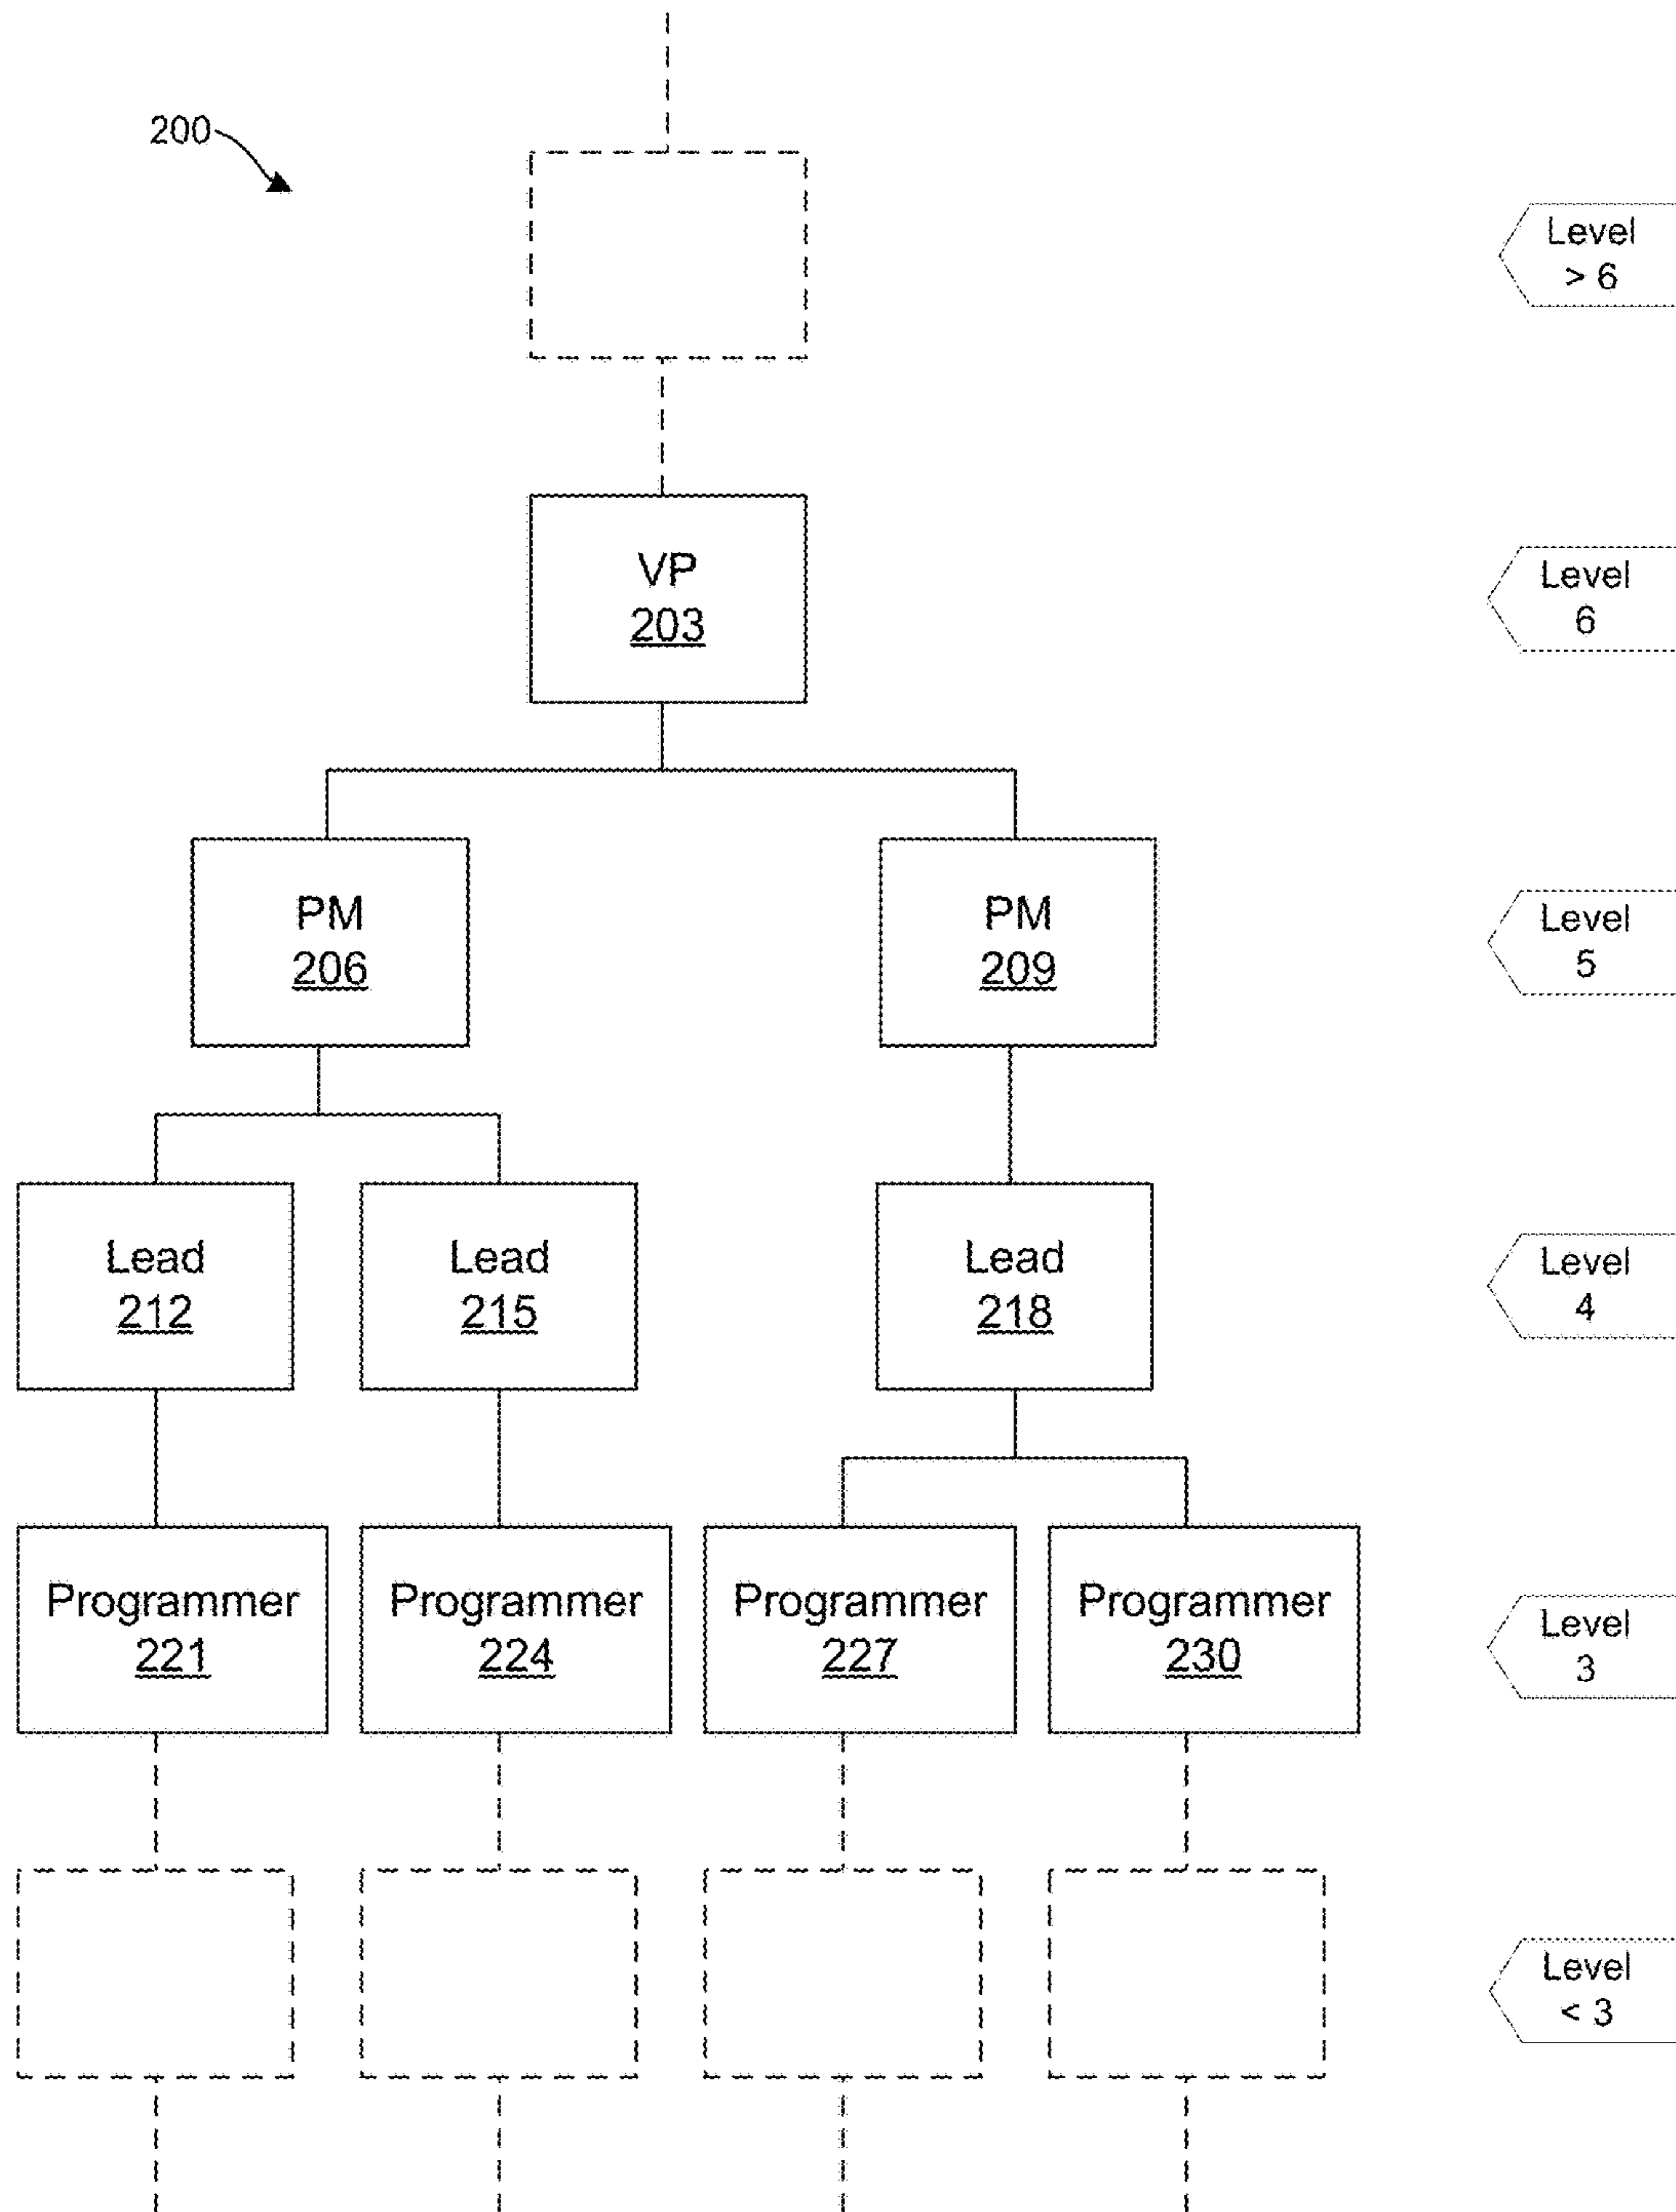 200
Level
> 6
VP
203
Level
6
PM
206
PM
209
Level
5
Lead
212
Lead
215
Lead
218
Level
4
Programmer
221
Programmer
224
Programmer
227
Programmer
230
Level
3
Level
< 3